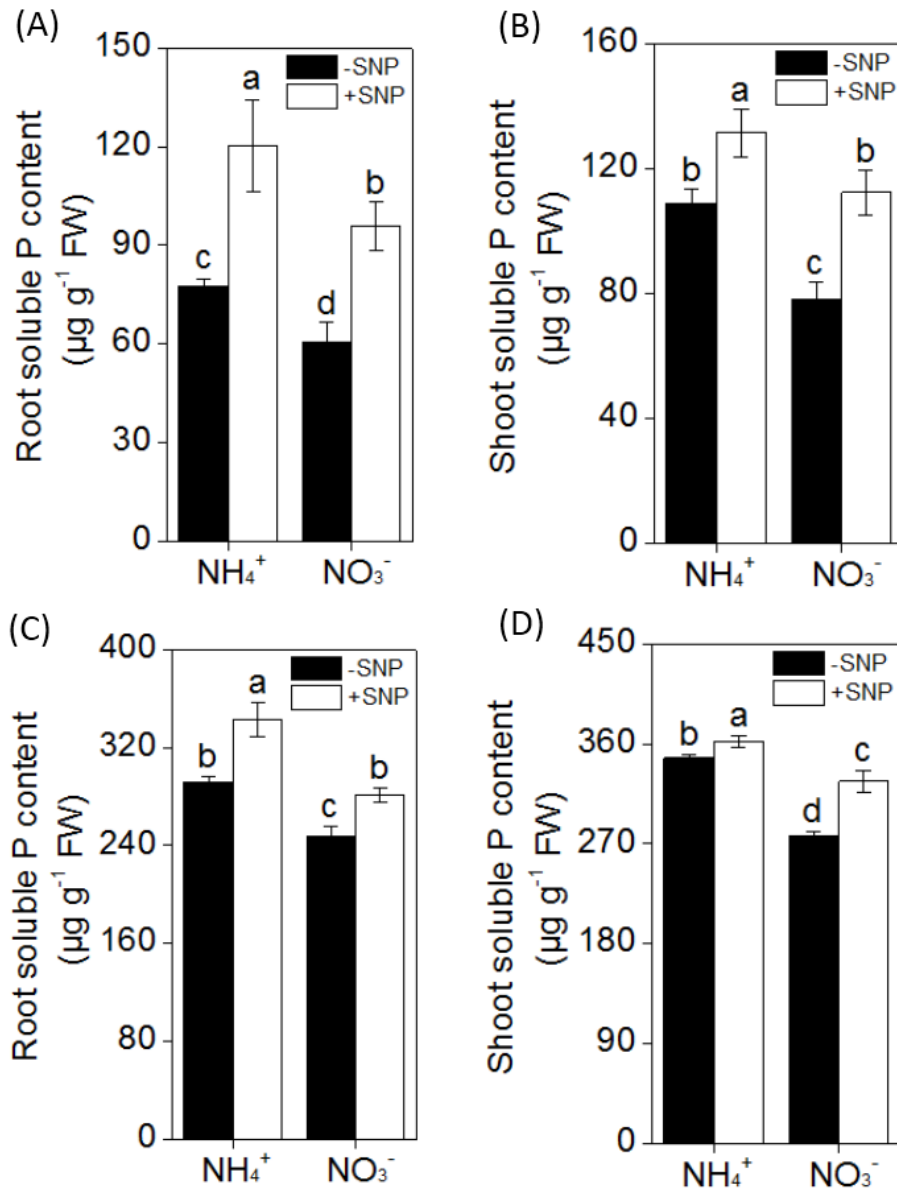 (A)
Root soluble P content
(µg g⁻¹ FW)
150
120
90
60
30
0
-SNP
+SNP
a
b
c
d
NH₄⁺
NO₃⁻
(B)
Shoot soluble P content
(µg g⁻¹ FW)
160
120
80
40
0
-SNP
+SNP
a
b
b
c
NH₄⁺
NO₃⁻
(C)
Root soluble P content
(µg g⁻¹ FW)
400
320
240
160
80
0
-SNP
+SNP
a
b
b
c
NH₄⁺
NO₃⁻
(D)
Shoot soluble P content
(µg g⁻¹ FW)
450
360
270
180
90
0
-SNP
+SNP
b
a
c
d
NH₄⁺
NO₃⁻